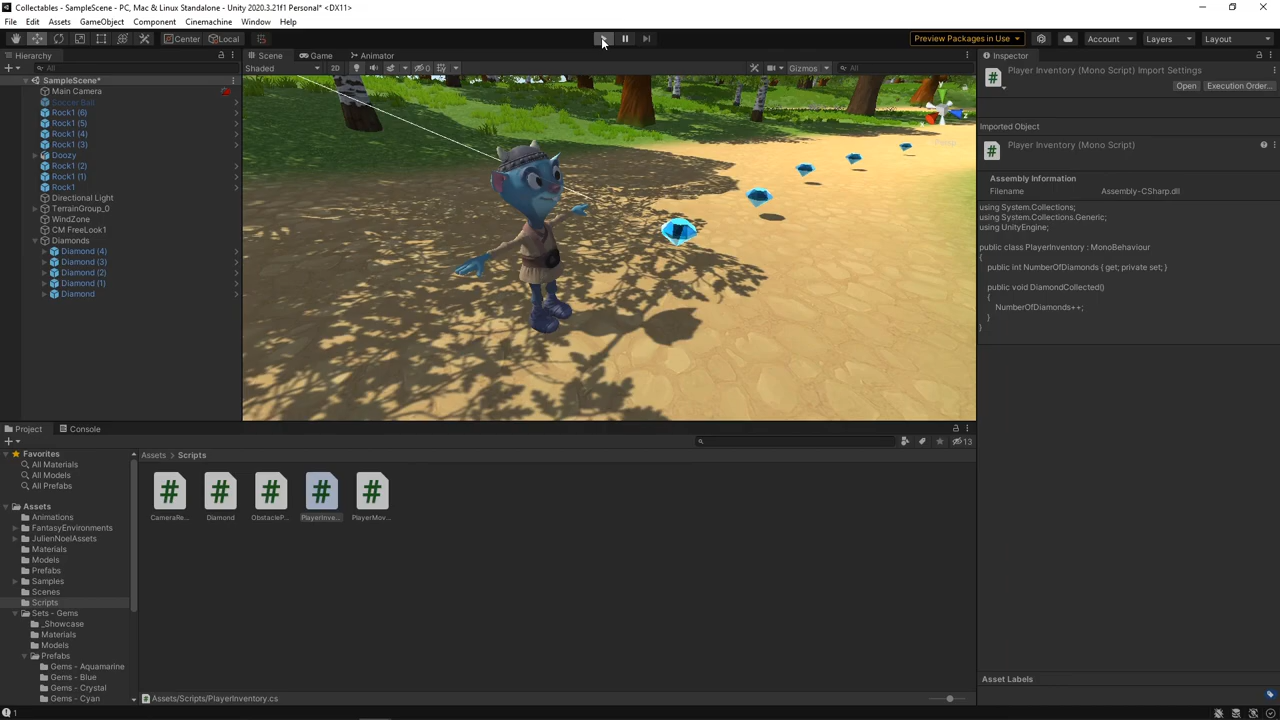 Collectables - SampleScene - PC, Mac & Linux Standalone - Unity 2020.3.21f1 Personal* <DX11>
File Edit Assets GameObject Component Cinemachine Window Help
Center Local Preview Packages in Use Account Layers Layout
Hierarchy Scene Game Animator Inspector
All Shaded 2D 0 Gizmos All
Player Inventory (Mono Script) Import Settings
Open Execution Order...
SampleScene*
Main Camera
Soccer Ball
Rock1 (6)
Rock1 (5)
Rock1 (4)
Rock1 (3)
Doozy
Rock1 (2)
Rock1 (1)
Rock1
Directional Light
TerrainGroup_0
WindZone
CM FreeLook1
Diamonds
Diamond (4)
Diamond (3)
Diamond (2)
Diamond (1)
Diamond
Persp
Imported Object
Player Inventory (Mono Script)
Assembly Information
Filename Assembly-CSharp.dll
using System.Collections;
using System.Collections.Generic;
using UnityEngine;
public class PlayerInventory : MonoBehaviour
{
public int NumberOfDiamonds { get; private set; }
public void DiamondCollected()
{
NumberOfDiamonds++;
}
}
Asset Labels
Project Console
13
Favorites
All Materials
All Models
All Prefabs
Assets
Animations
FantasyEnvironments
JulienNoelAssets
Materials
Models
Prefabs
Samples
Scenes
Scripts
Sets - Gems
_Showcase
Materials
Models
Prefabs
Gems - Aquamarine
Gems - Blue
Gems - Crystal
Gems - Cyan
Assets > Scripts
CameraRe... Diamond ObstacleP... PlayerInve... PlayerMov...
Assets/Scripts/PlayerInventory.cs
1